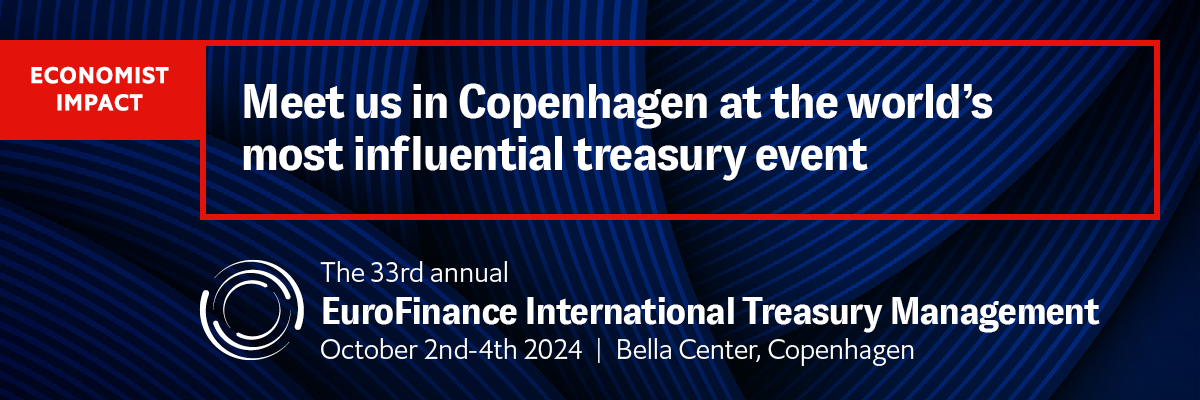 ECONOMIST
IMPACT
Meet us in Copenhagen at the world’s
most influential treasury event
The 33rd annual
EuroFinance International Treasury Management
October 2nd-4th 2024 | Bella Center, Copenhagen